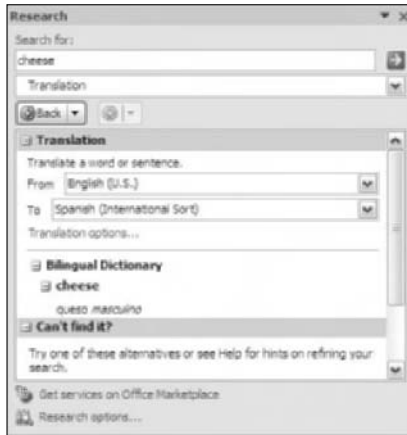 Research
Search for:
cheese
Translation
Back
Translation
Translate a word or sentence.
From English (U.S.)
To Spanish (International Sort)
Translation options...
Bilingual Dictionary
cheese
queso masculino
Can't find it?
Try one of these alternatives or see Help for hints on refining your
search.
Get services on Office Marketplace
Research options...